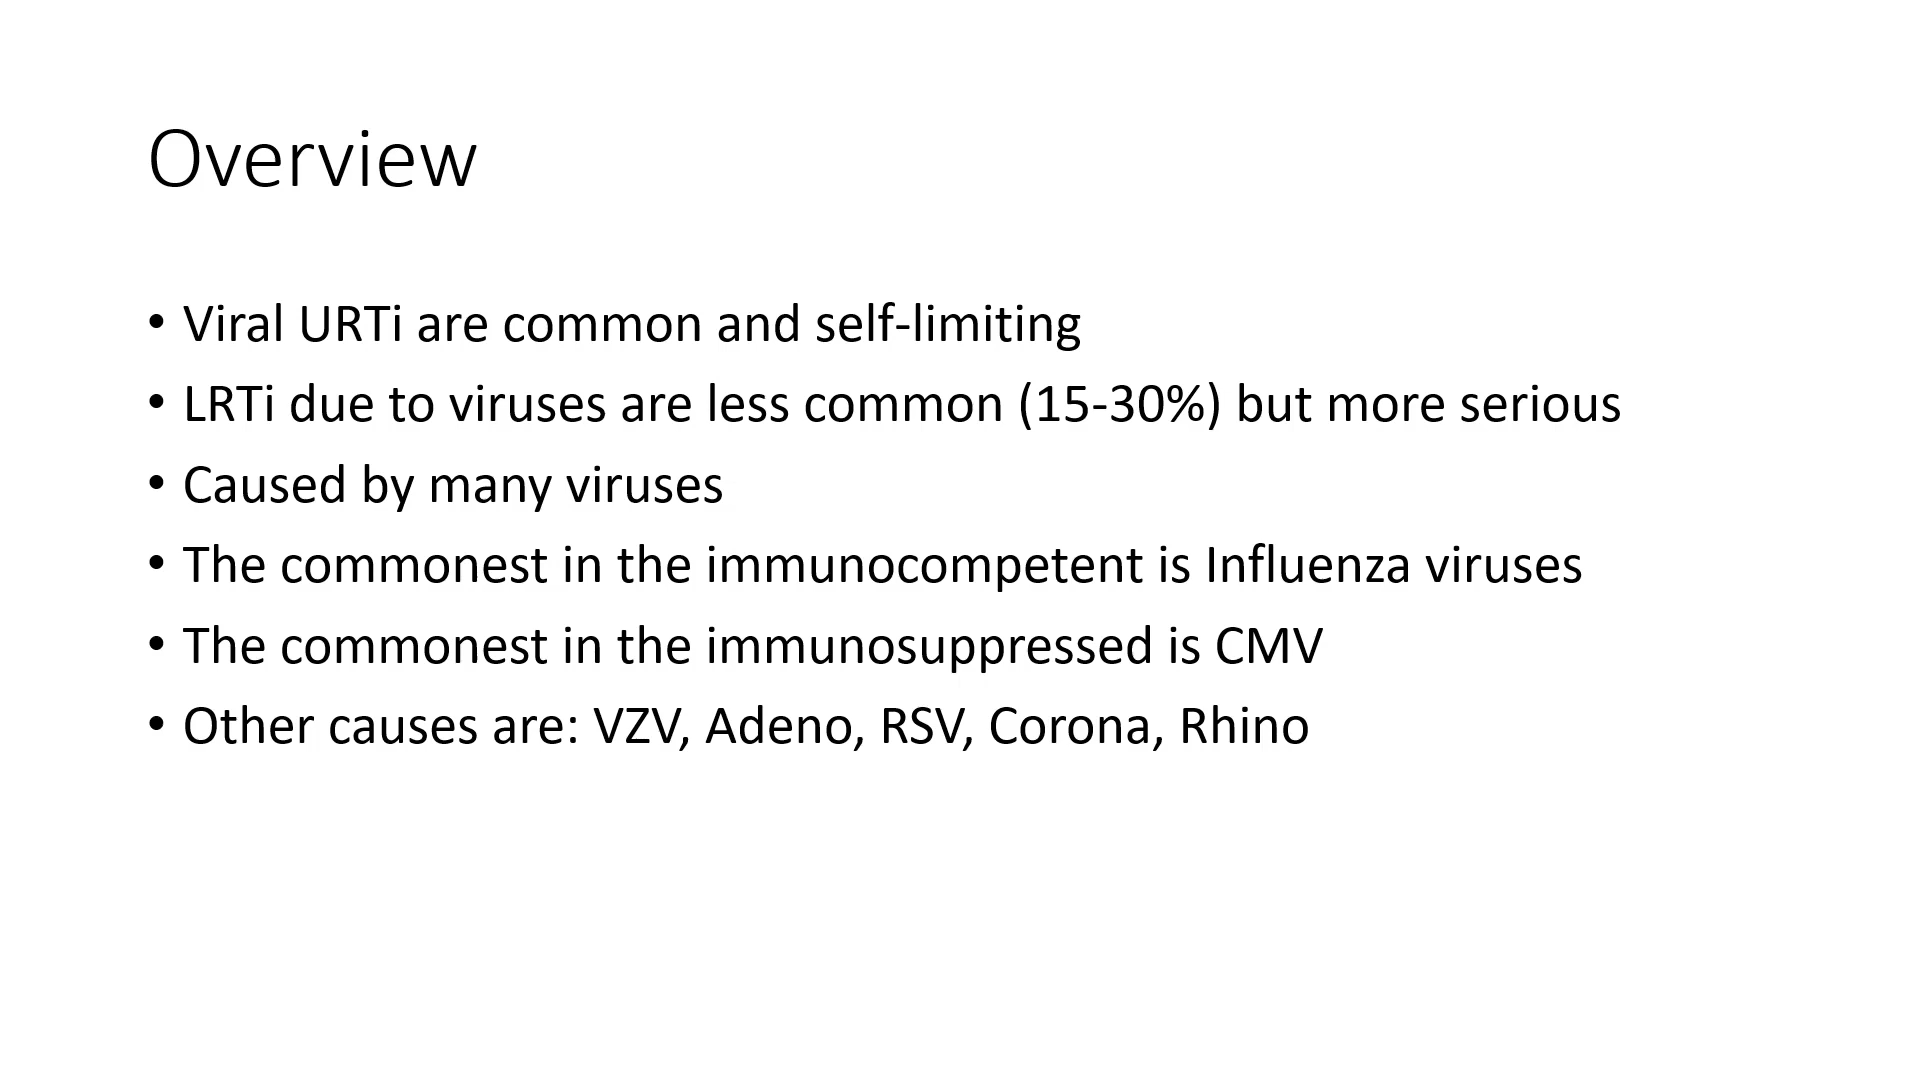 Overview
• Viral URTi are common and self-limiting
• LRTi due to viruses are less common (15-30%) but more serious
• Caused by many viruses
• The commonest in the immunocompetent is Influenza viruses
• The commonest in the immunosuppressed is CMV
• Other causes are: VZV, Adeno, RSV, Corona, Rhino